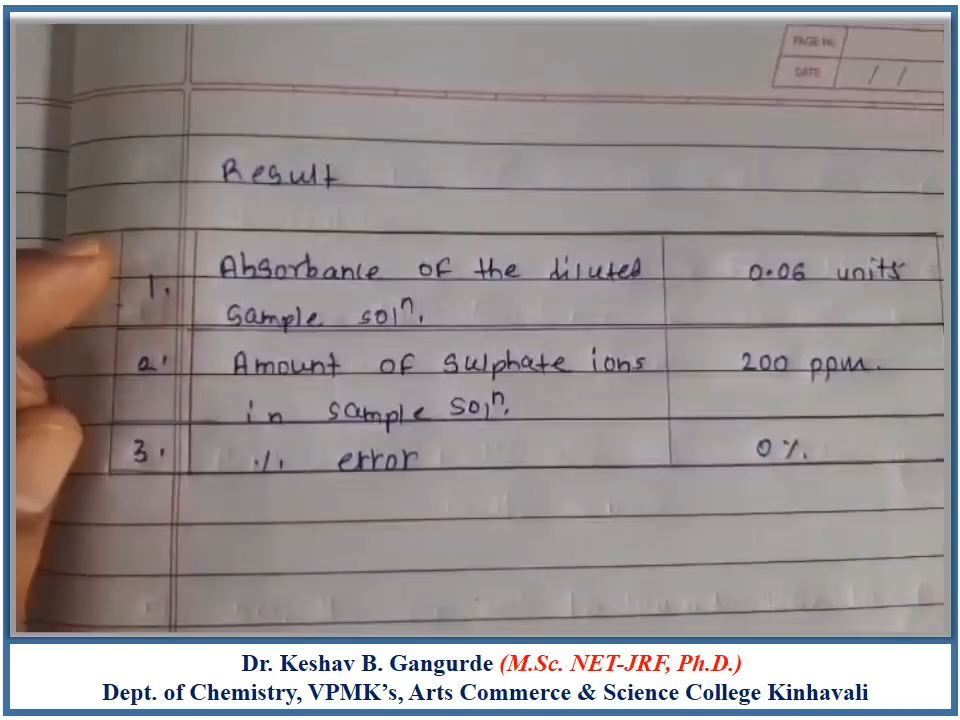 PAGE No.
DATE / /
Result
1. Absorbance of the diluted sample solⁿ. 0.06 units
2. Amount of sulphate ions in sample solⁿ. 200 ppm.
3. % error 0 %.
Dr. Keshav B. Gangurde (M.Sc. NET-JRF, Ph.D.)
Dept. of Chemistry, VPMK's, Arts Commerce & Science College Kinhavali